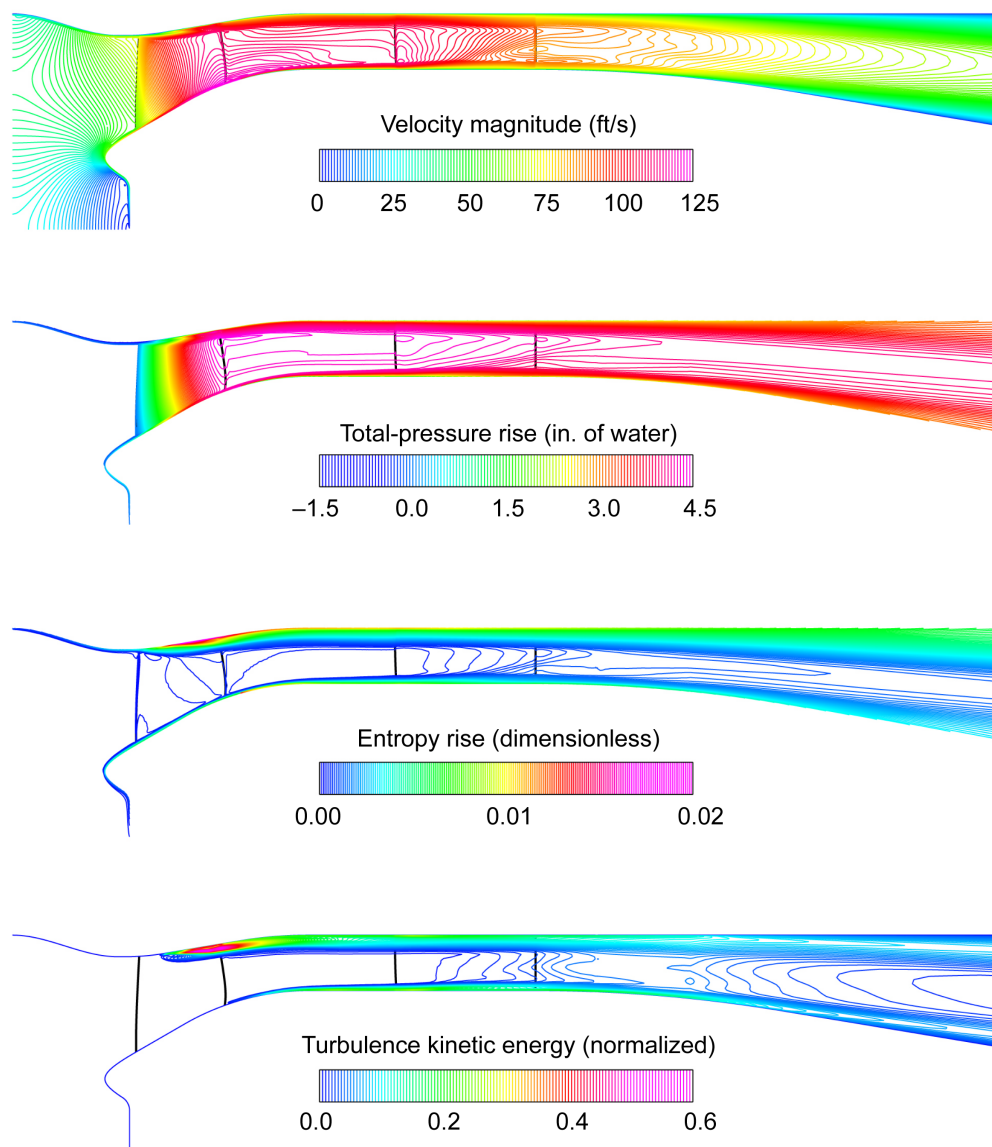 Velocity magnitude (ft/s)
0 25 50 75 100 125
Total-pressure rise (in. of water)
–1.5 0.0 1.5 3.0 4.5
Entropy rise (dimensionless)
0.00 0.01 0.02
Turbulence kinetic energy (normalized)
0.0 0.2 0.4 0.6